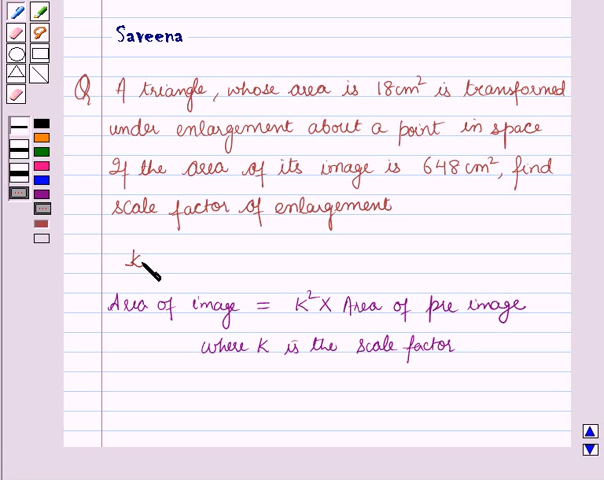 Saveena
Q A triangle, whose area is 18cm² is transformed
under enlargement about a point in space
If the area of its image is 648 cm², find
scale factor of enlargement
K
Area of image = K² X Area of pre image
where K is the scale factor